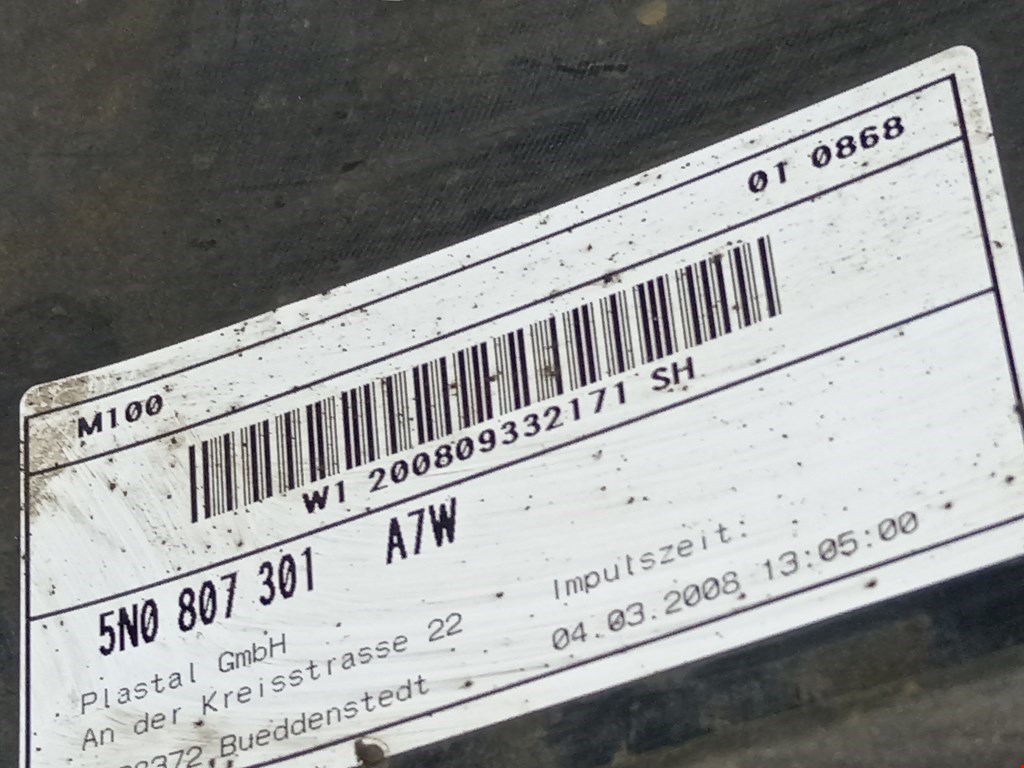 M100 01 0868
W1 200809332171 SH
5N0 807 301 A7W
Plastal GmbH
An der Kreisstrasse 22
Bueddenstedt
Impulszeit:
04.03.2008 13:05:00